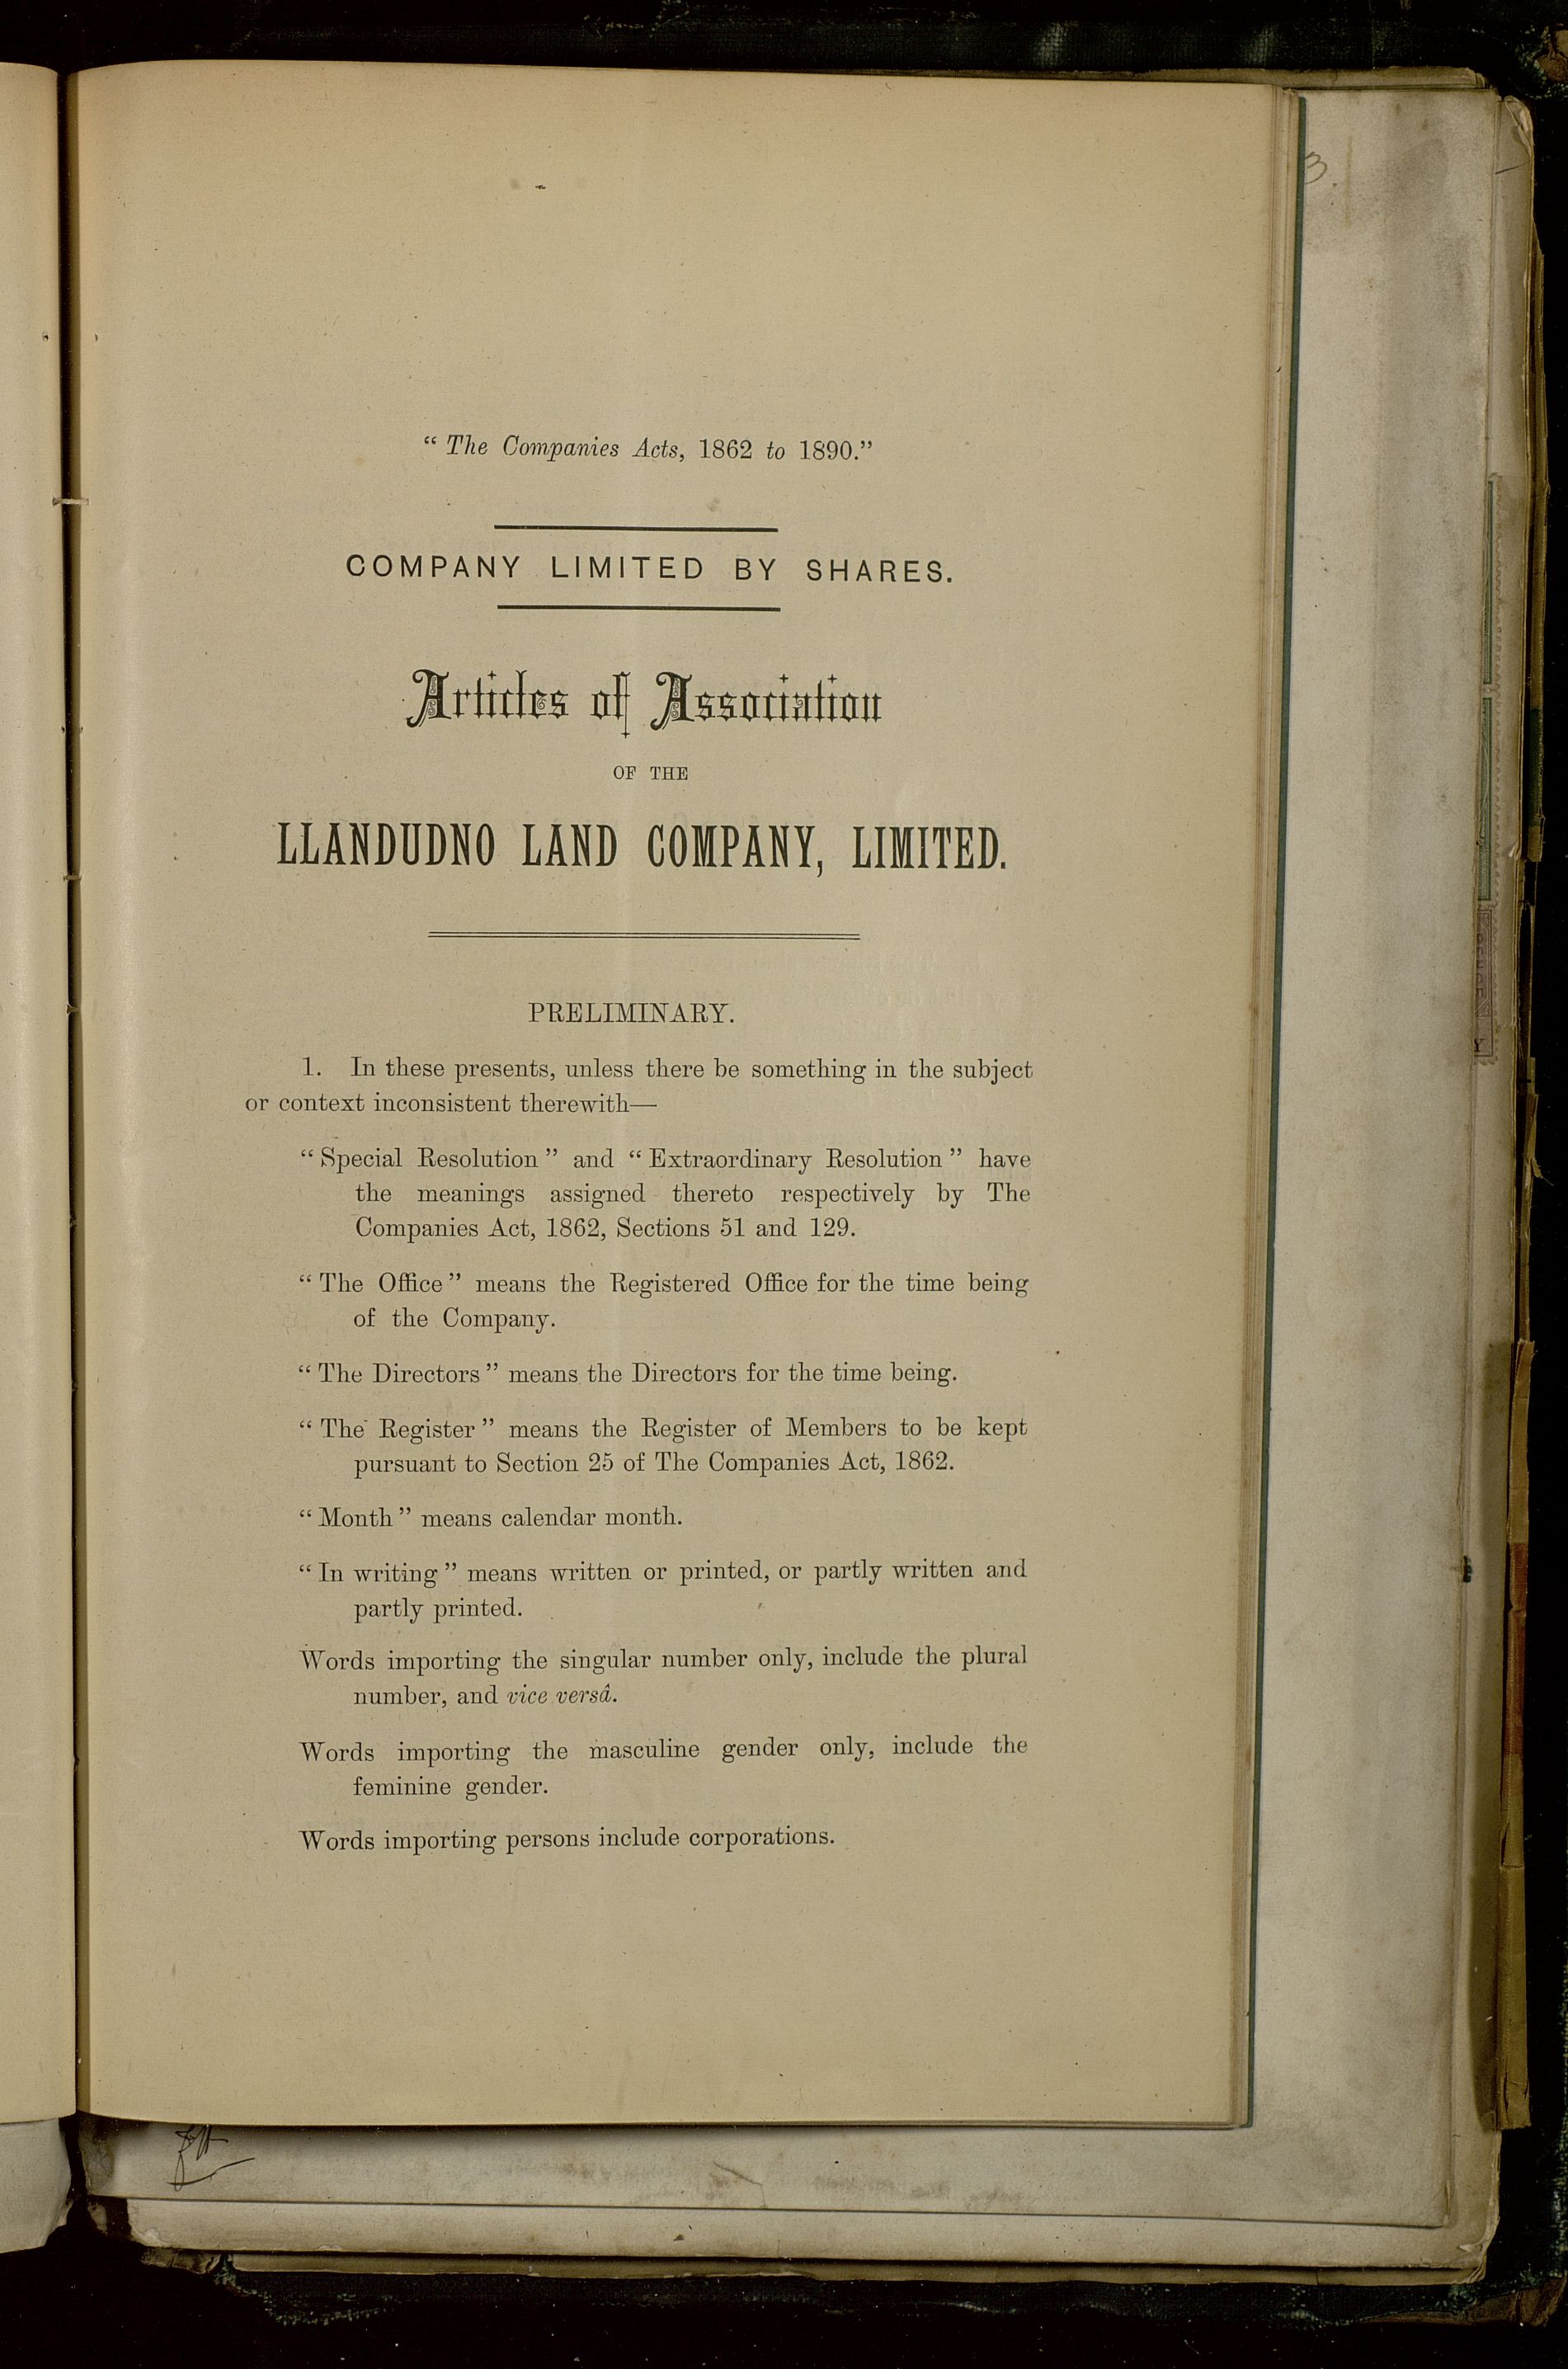 3.
“ The Companies Acts, 1862 to 1890.”
COMPANY LIMITED BY SHARES.
Articles of Association
OF THE
LLANDUDNO LAND COMPANY, LIMITED.
PRELIMINARY.
1. In these presents, unless there be something in the subject
or context inconsistent therewith—
“ Special Resolution ” and “ Extraordinary Resolution ” have
the meanings assigned thereto respectively by The
Companies Act, 1862, Sections 51 and 129.
“ The Office ” means the Registered Office for the time being
of the Company.
“ The Directors ” means the Directors for the time being.
“ The Register ” means the Register of Members to be kept
pursuant to Section 25 of The Companies Act, 1862.
“ Month ” means calendar month.
“ In writing ” means written or printed, or partly written and
partly printed.
Words importing the singular number only, include the plural
number, and vice versâ.
Words importing the masculine gender only, include the
feminine gender.
Words importing persons include corporations.